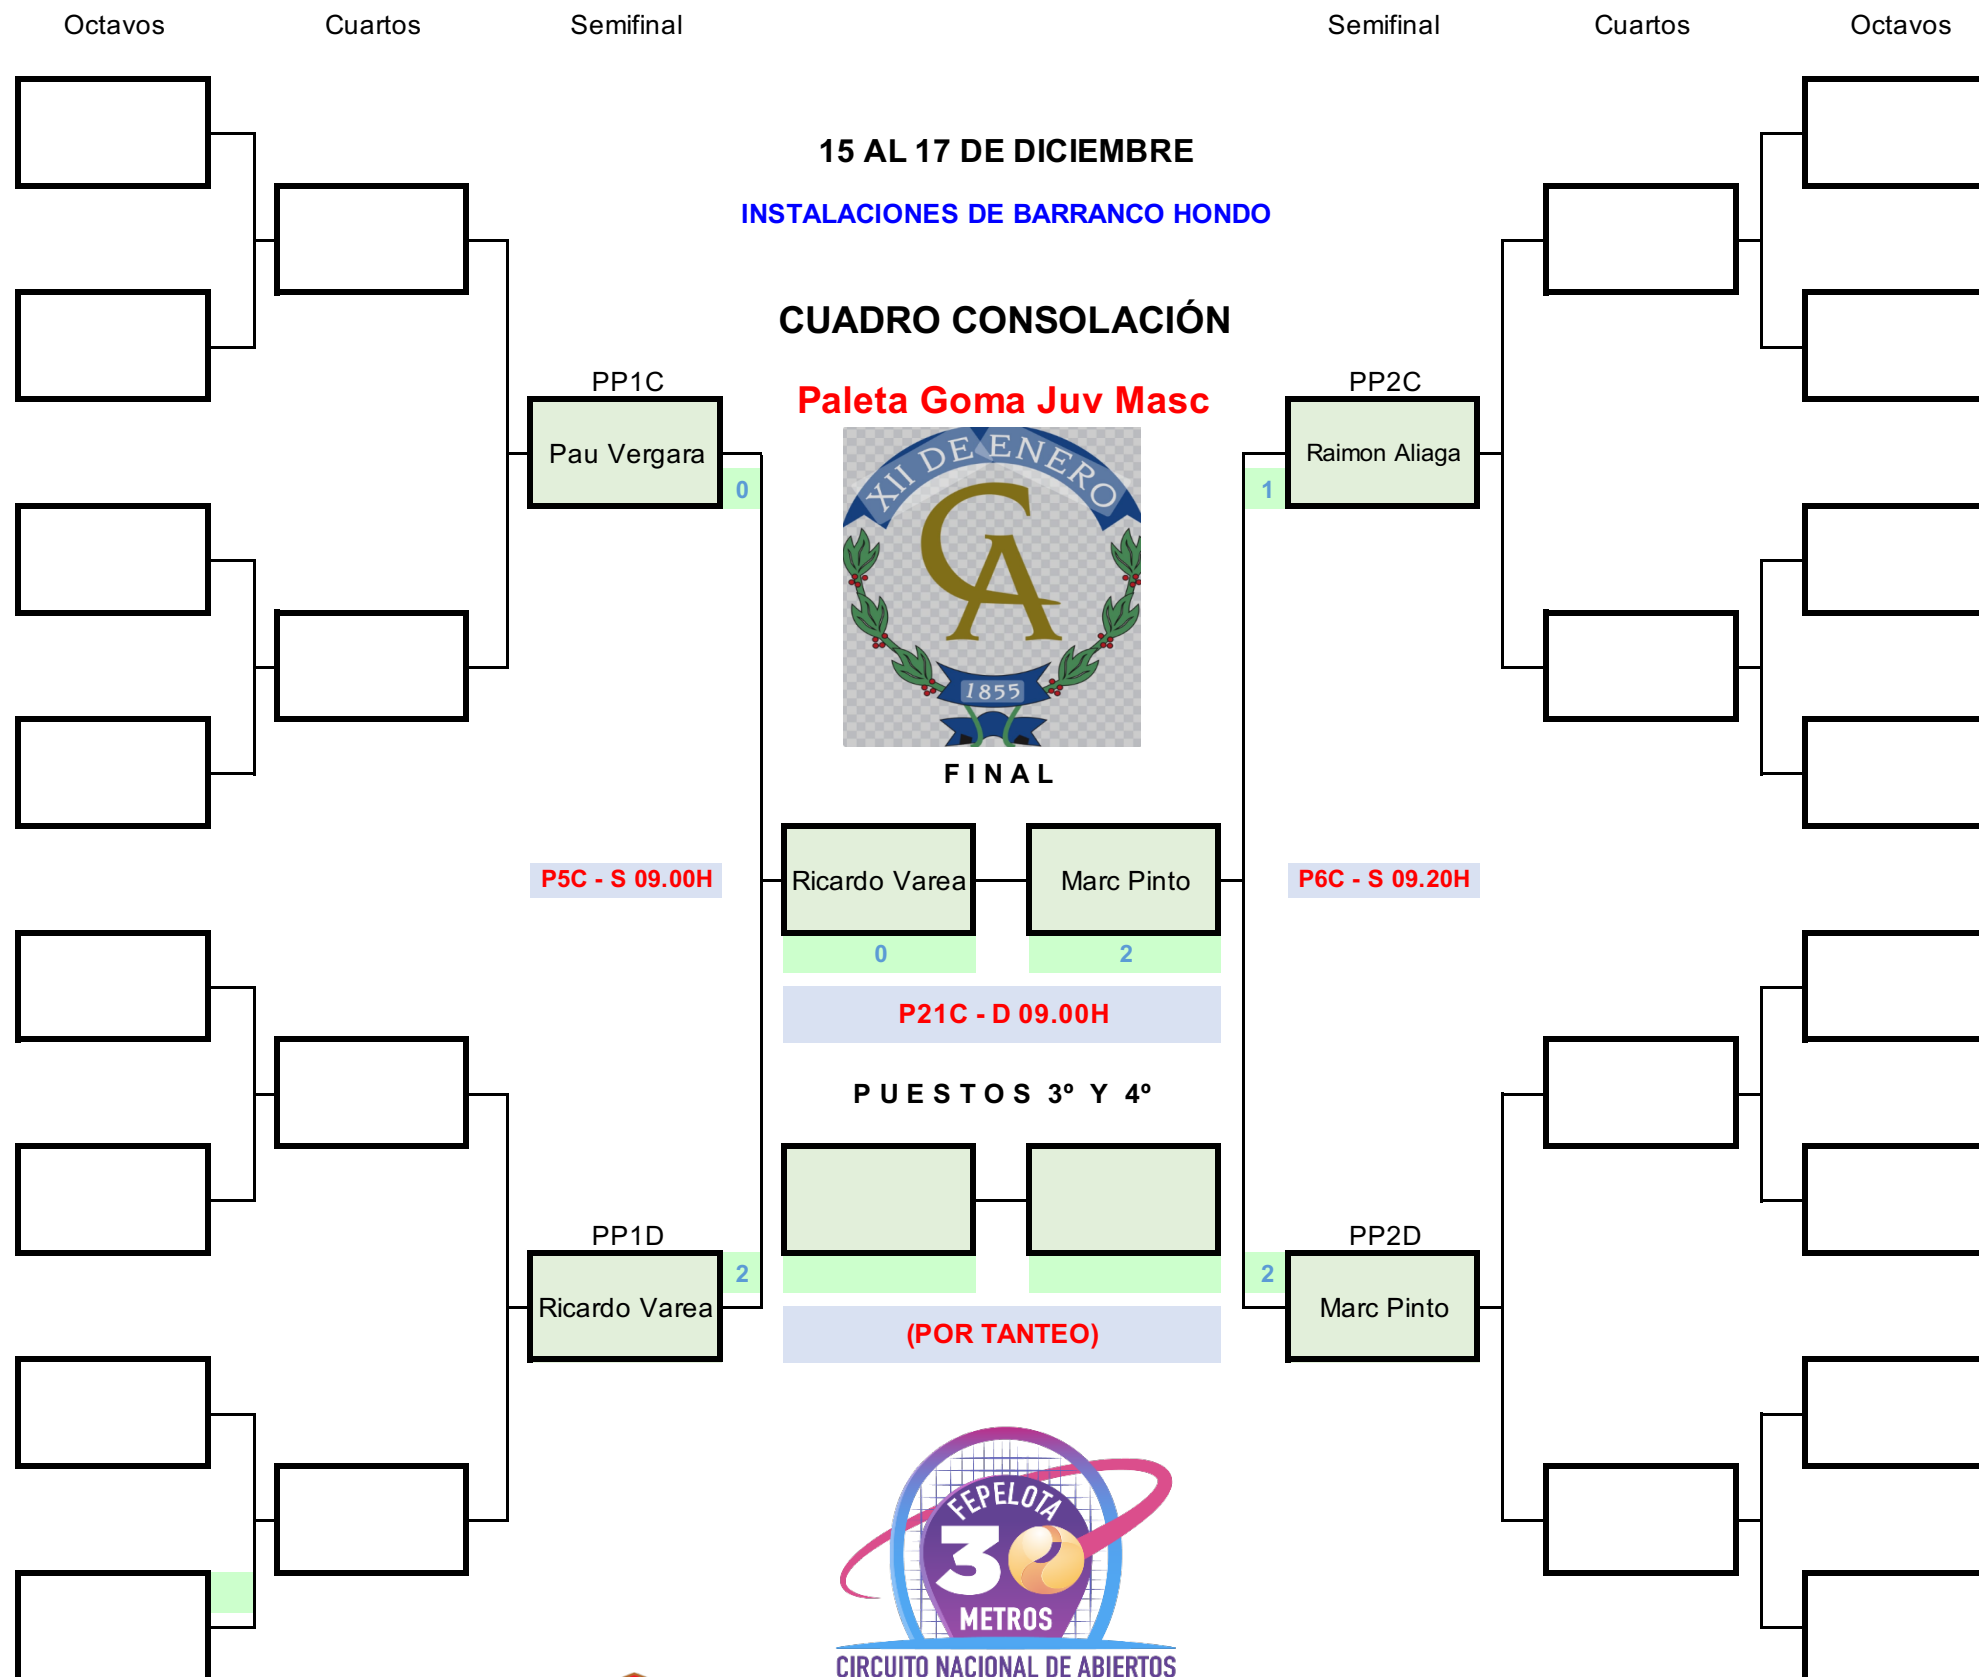 Octavos Cuartos Semifinal Semifinal Cuartos Octavos
15 AL 17 DE DICIEMBRE
INSTALACIONES DE BARRANCO HONDO
CUADRO CONSOLACIÓN
PP1C PP2C
Paleta Goma Juv Masc
Pau Vergara Raimon Aliaga
0 1
XII DE ENERO
CA
1855
FINAL
P5C - S 09.00H Ricardo Varea Marc Pinto P6C - S 09.20H
0 2
P21C - D 09.00H
PUESTOS 3º Y 4º
PP1D PP2D
2 2
Ricardo Varea Marc Pinto
(POR TANTEO)
FEPELOTA
30
METROS
CIRCUITO NACIONAL DE ABIERTOS